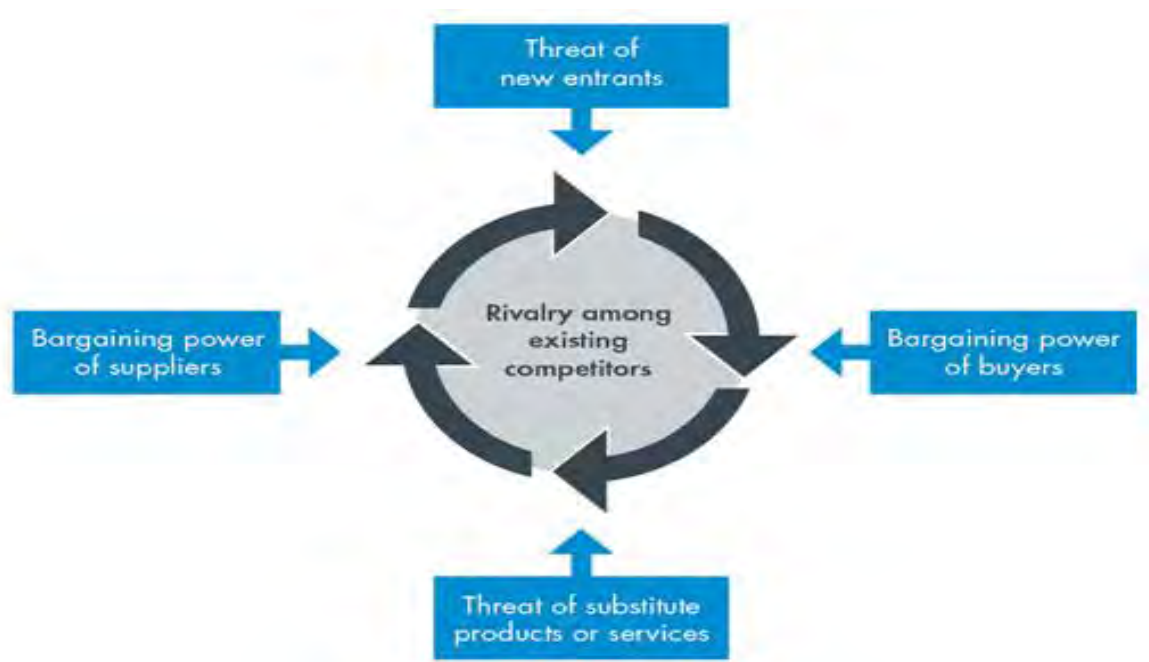 Threat of
new entrants
Bargaining power
of suppliers
Rivalry among
existing
competitors
Bargaining power
of buyers
Threat of substitute
products or services